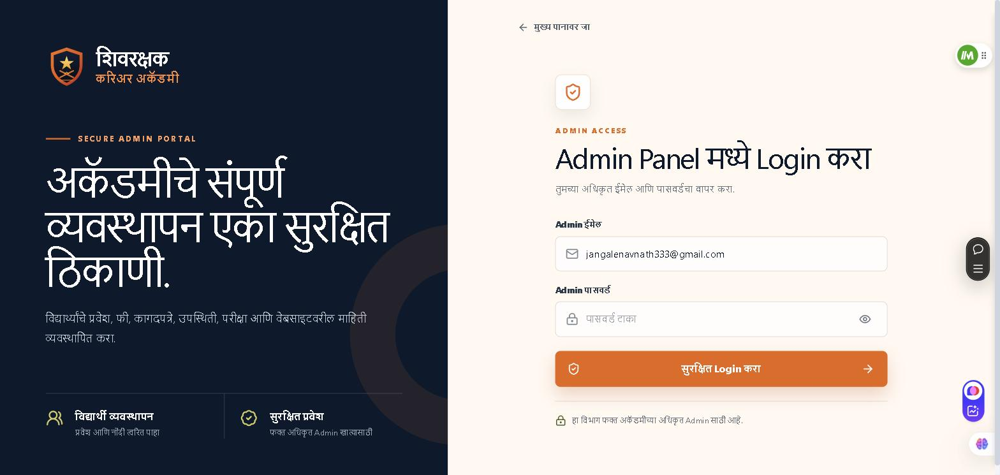 शिवरक्षक
करिअर अकॅडमी
SECURE ADMIN PORTAL
अकॅडमीचे संपूर्ण
व्यवस्थापन एका सुरक्षित
ठिकाणी.
विद्यार्थ्यांचे प्रवेश, फी, कागदपत्रे, उपस्थिती, परीक्षा आणि वेबसाइटवरील माहिती
व्यवस्थापित करा.
विद्यार्थी व्यवस्थापन
प्रवेश आणि नोंदी त्वरित पाहा
सुरक्षित प्रवेश
फक्त अधिकृत Admin खात्यासाठी
मुख्य पानावर जा
ADMIN ACCESS
Admin Panel मध्ये Login करा
तुमच्या अधिकृत ईमेल आणि पासवर्डचा वापर करा.
Admin ईमेल
jangalenavnath333@gmail.com
Admin पासवर्ड
पासवर्ड टाका
सुरक्षित Login करा
हा विभाग फक्त अकॅडमीच्या अधिकृत Admin साठी आहे.